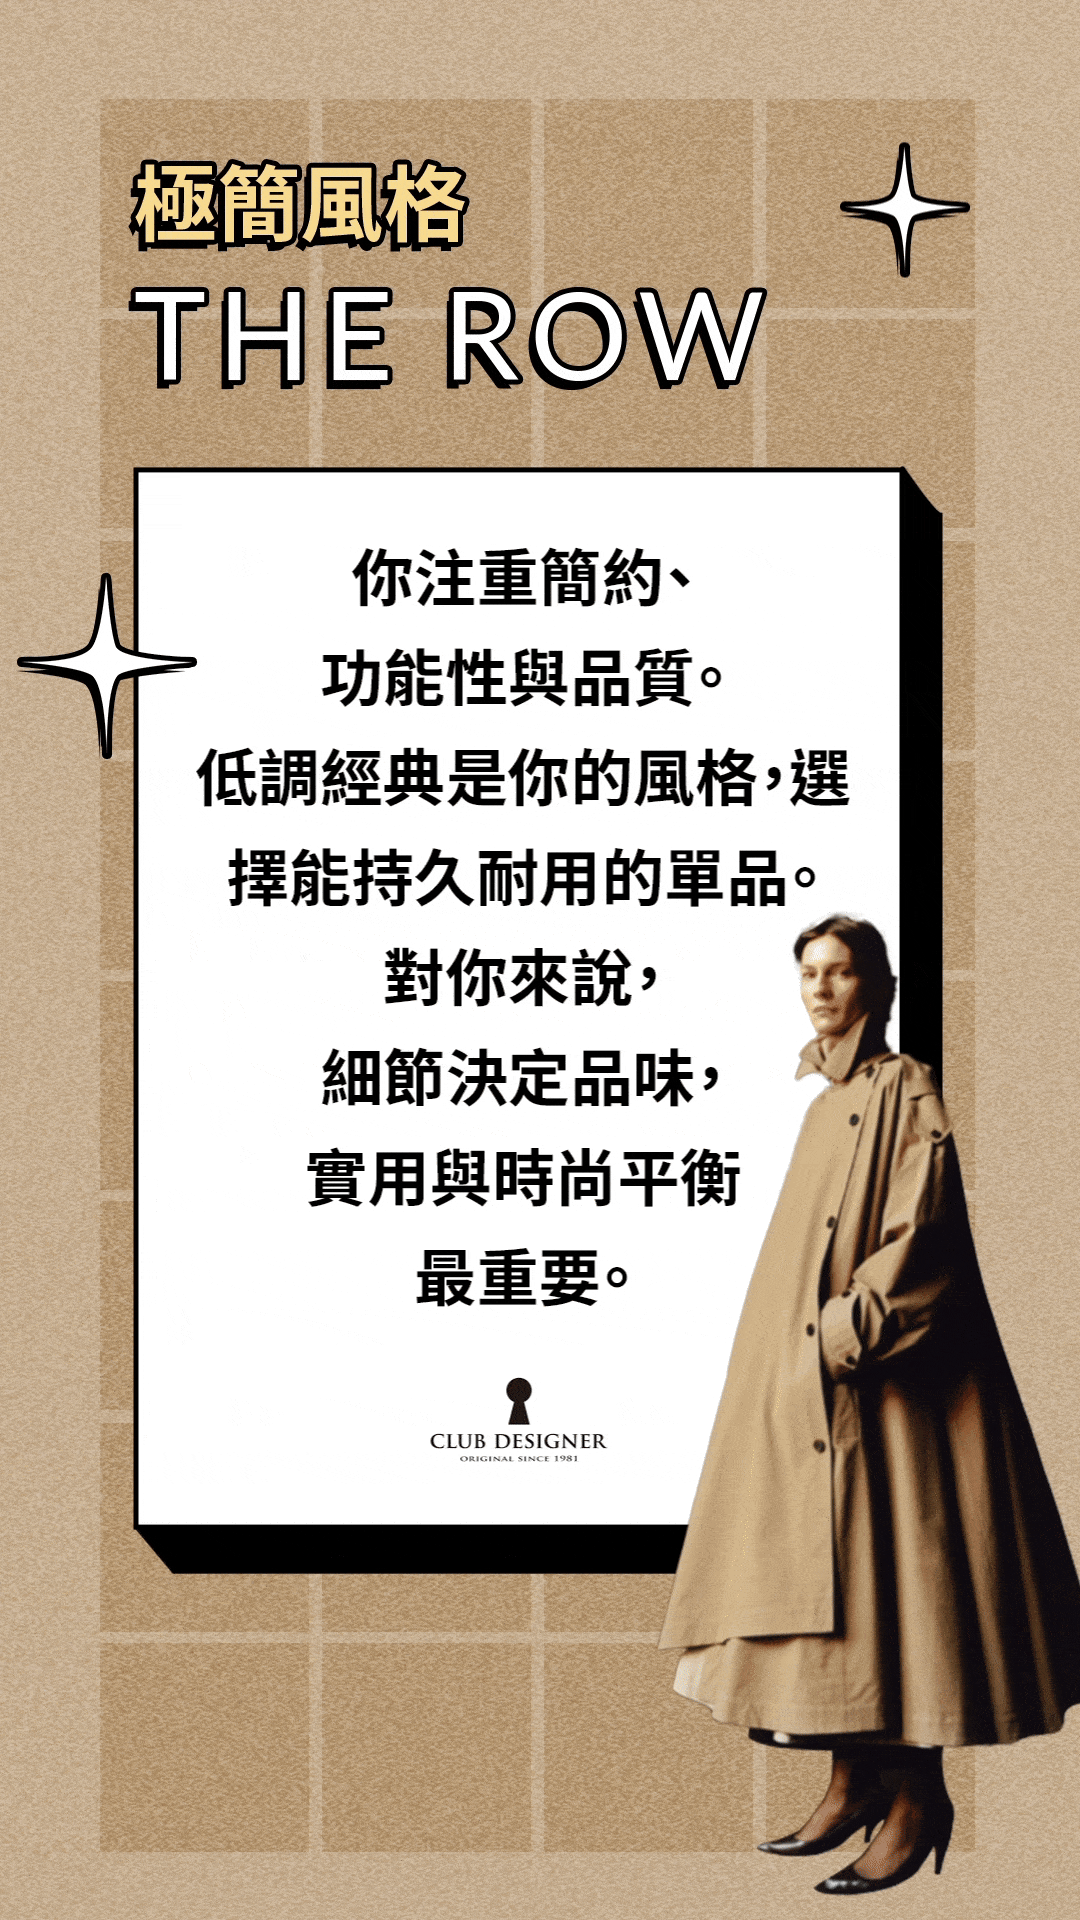 極簡風格
THE ROW
你注重簡約、
功能性與品質。
低調經典是你的風格，選
擇能持久耐用的單品。
對你來說，
細節決定品味，
實用與時尚平衡
最重要。
CLUB DESIGNER
ORIGINAL SINCE 1981